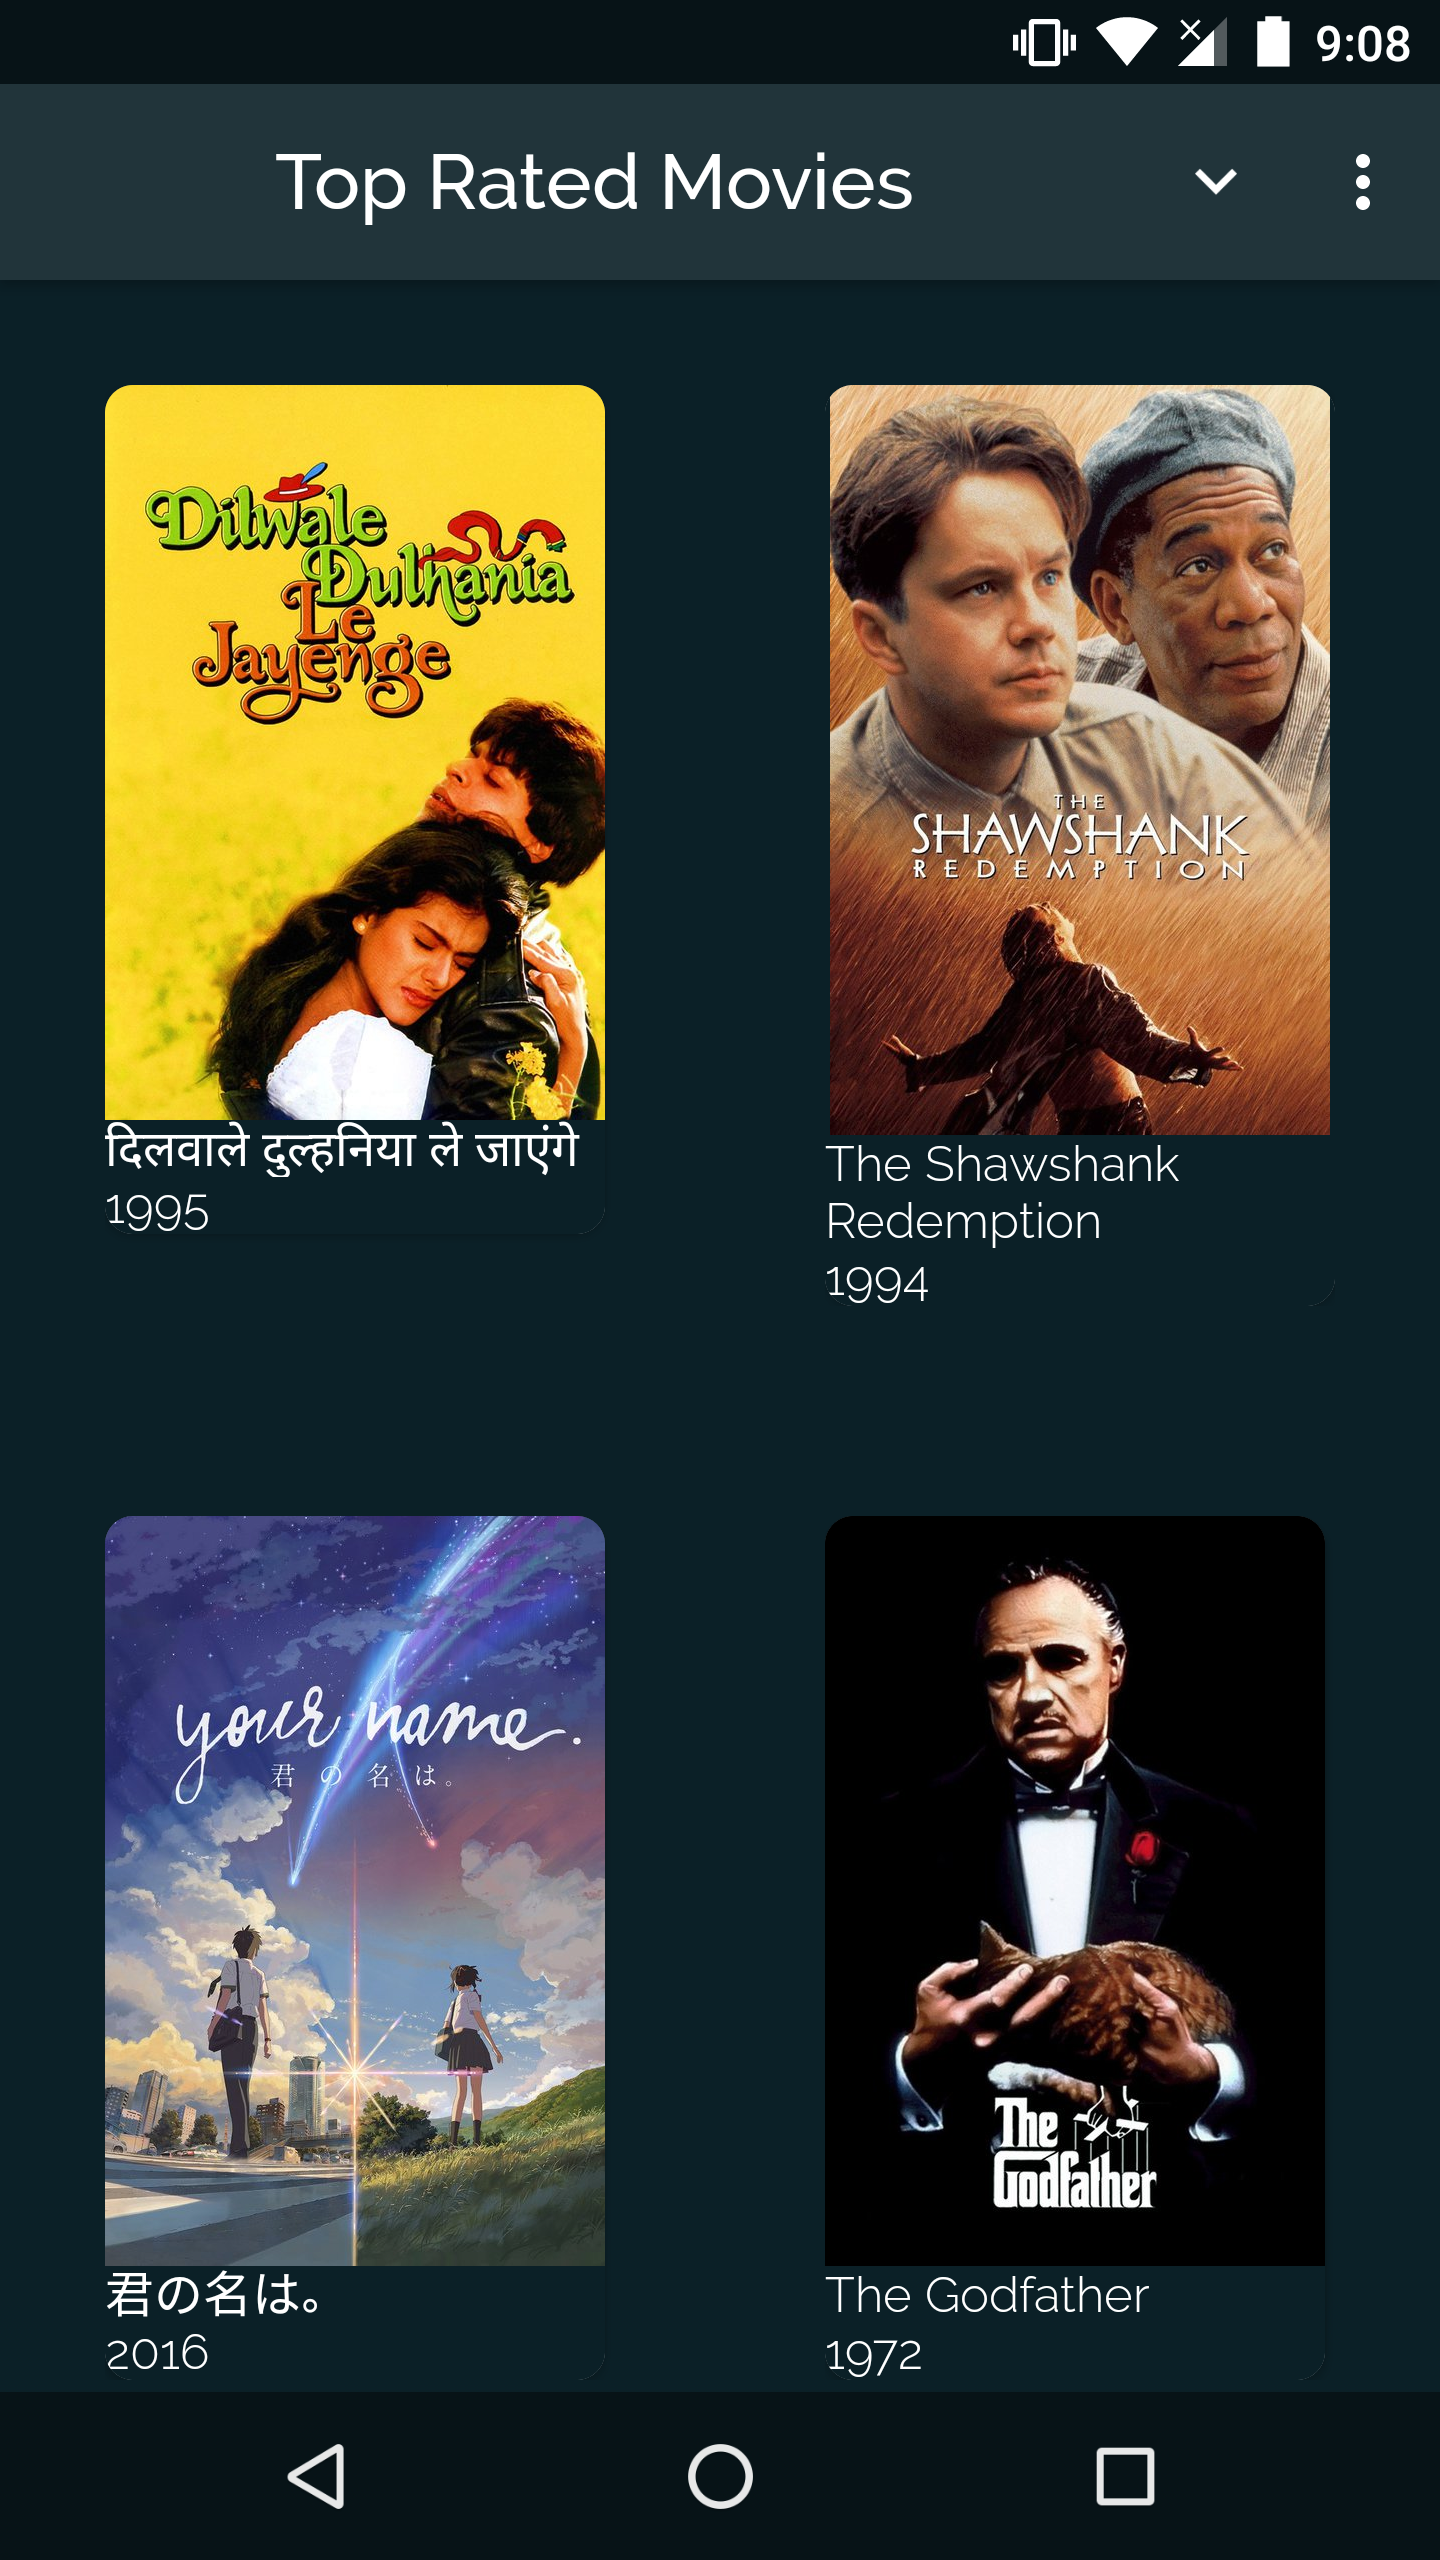 9:08
Top Rated Movies
Dilwale
Dulhania
Le
Jayenge
दिलवाले दुल्हनिया ले जाएंगे
1995
THE
SHAWSHANK
REDEMPTION
The Shawshank
Redemption
1994
your name.
君の名は。
君の名は。
2016
The
Godfather
The Godfather
1972